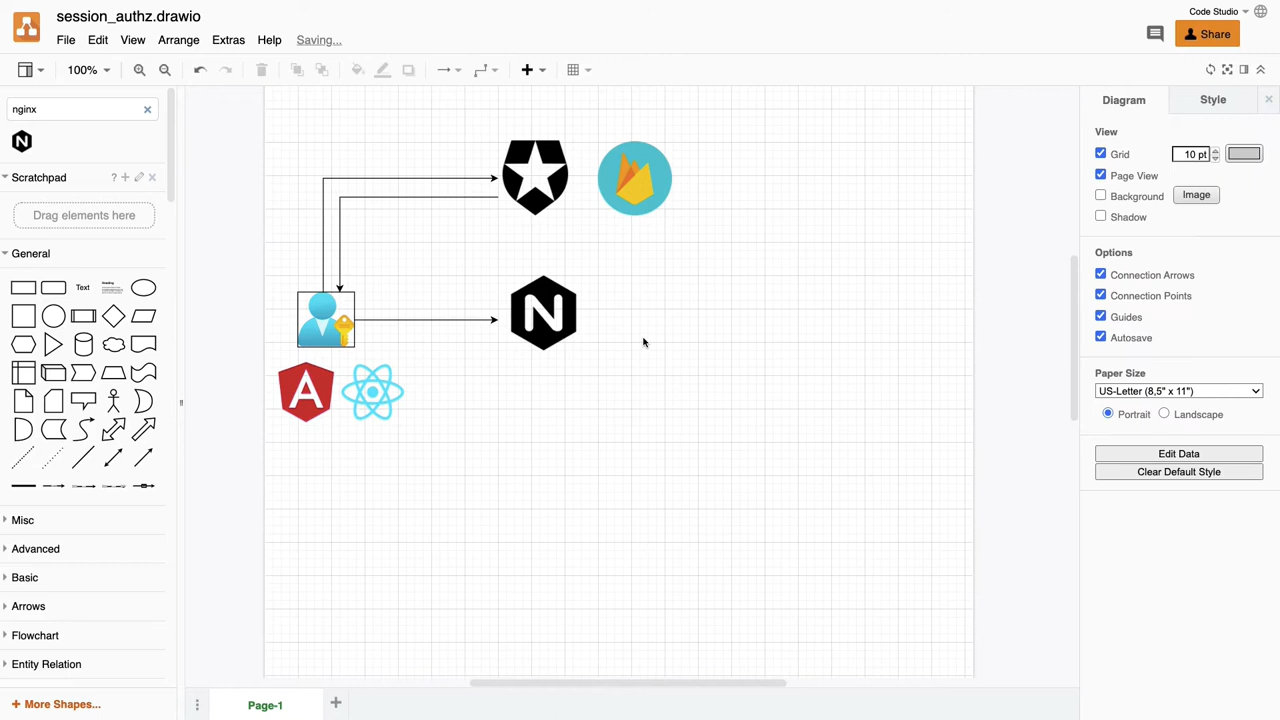 session_authz.drawio
Code Studio
File Edit View Arrange Extras Help Saving...
Share
100%
nginx
Scratchpad
?
Drag elements here
General
Text
Heading
Misc
Advanced
Basic
Arrows
Flowchart
Entity Relation
+ More Shapes...
N
A
Page-1
Diagram Style
View
Grid 10 pt
Page View
Background Image
Shadow
Options
Connection Arrows
Connection Points
Guides
Autosave
Paper Size
US-Letter (8,5" x 11")
Portrait Landscape
Edit Data
Clear Default Style